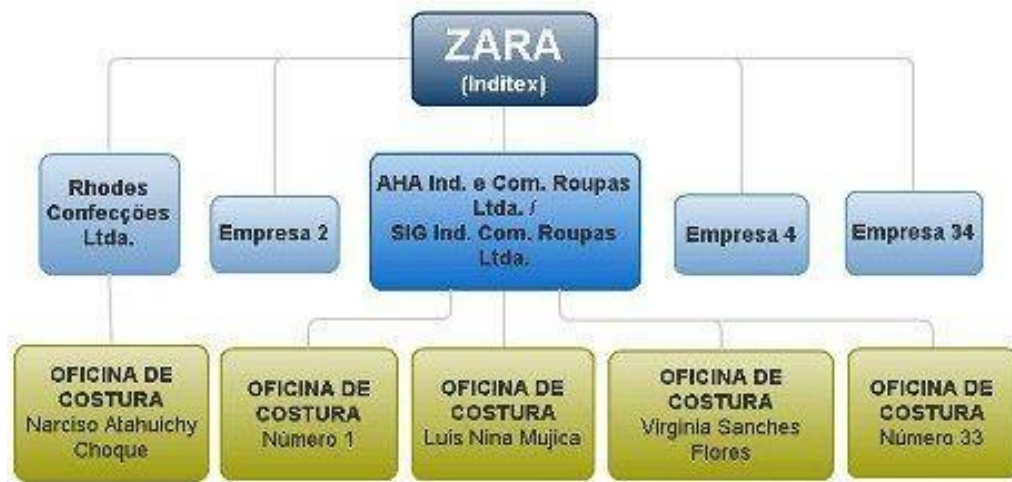 ZARA
(Inditex)
Rhodes
Confecções
Ltda.
Empresa 2
AHA Ind. e Com. Roupas
Ltda. /
SIG Ind. Com. Roupas
Ltda.
Empresa 4
Empresa 34
OFICINA DE
COSTURA
Narciso Atahuichy
Choque
OFICINA DE
COSTURA
Número 1
OFICINA DE
COSTURA
Luis Nina Mujica
OFICINA DE
COSTURA
Virginia Sanches
Flores
OFICINA DE
COSTURA
Número 33